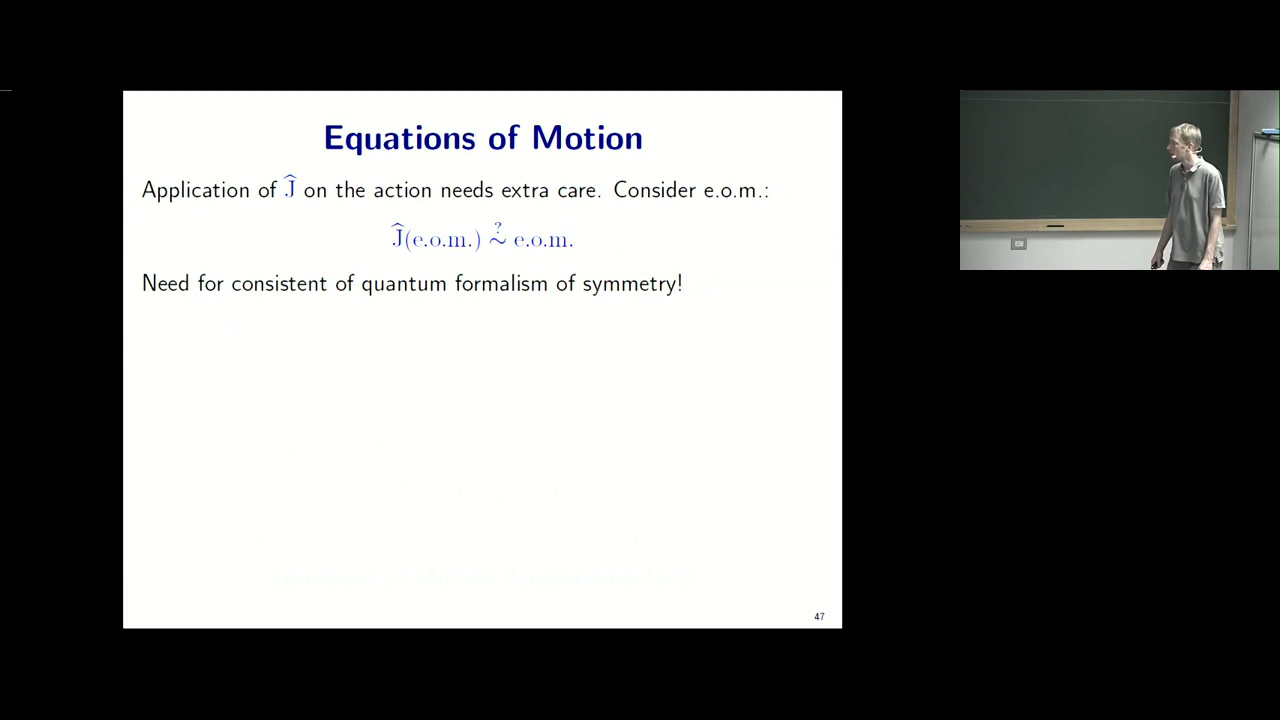 Equations of Motion
Application of Ĵ on the action needs extra care. Consider e.o.m.:
Ĵ(e.o.m.) ?∼ e.o.m.
Need for consistent of quantum formalism of symmetry!
47